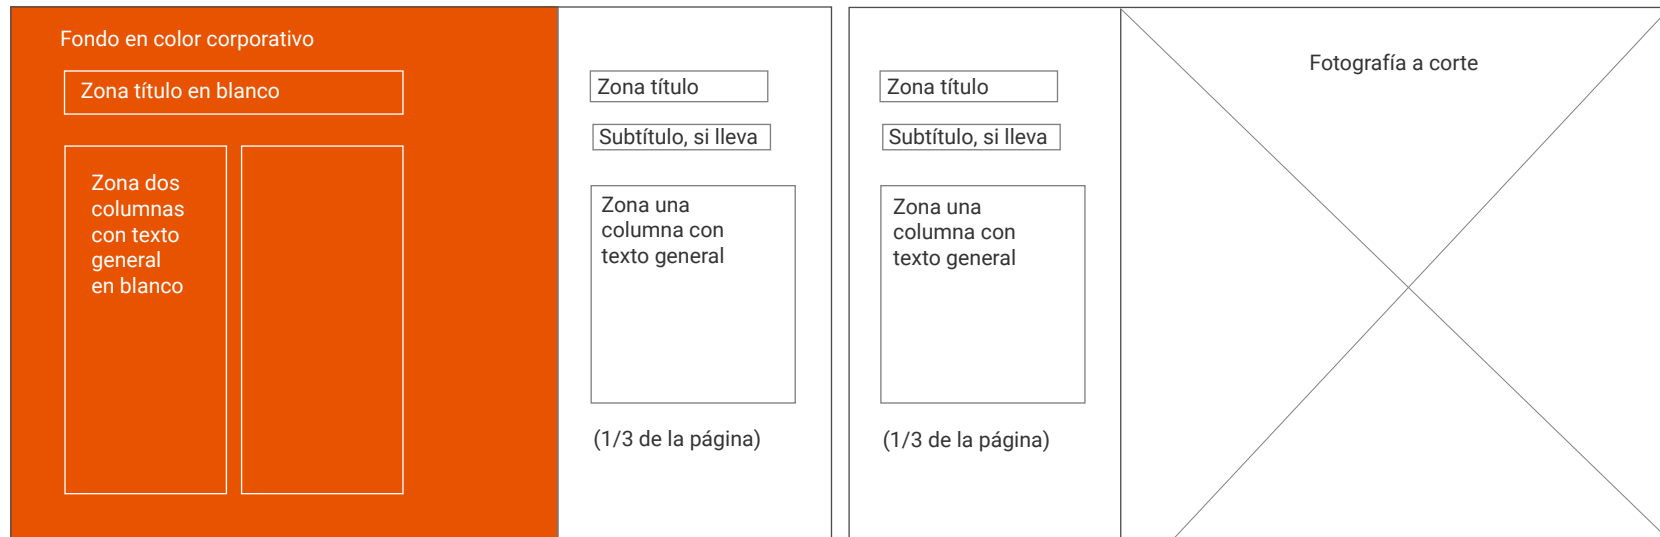 Fondo en color corporativo
Zona título en blanco
Zona dos
columnas
con texto
general
en blanco
Zona título
Subtítulo, si lleva
Zona una
columna con
texto general
(1/3 de la página)
Zona título
Subtítulo, si lleva
Zona una
columna con
texto general
(1/3 de la página)
Fotografía a corte